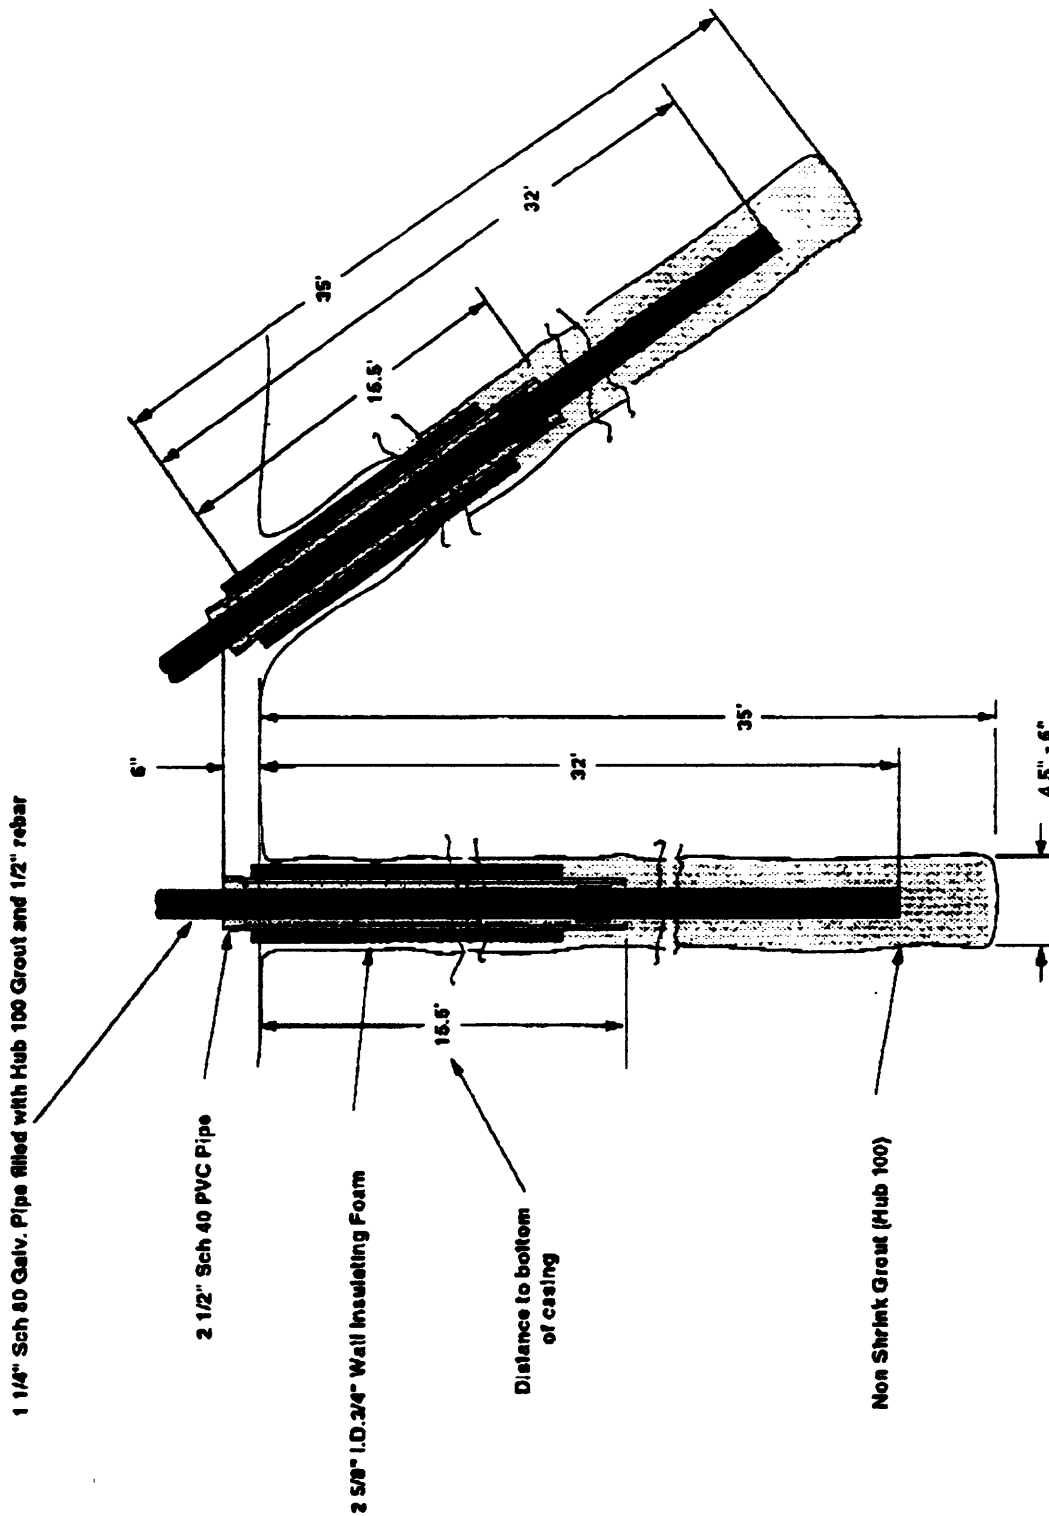 1 1/4" Sch 80 Galv. Pipe filled with Hub 100 Grout and 1/2" rebar
2 1/2" Sch 40 PVC Pipe
2 5/8" I.D. 3/4" Wall Insulating Foam
Distance to bottom
of casing
Non Shrink Grout (Hub 100)
6"
15.5'
32'
35'
4.5" - 6"
15.5'
32'
35'